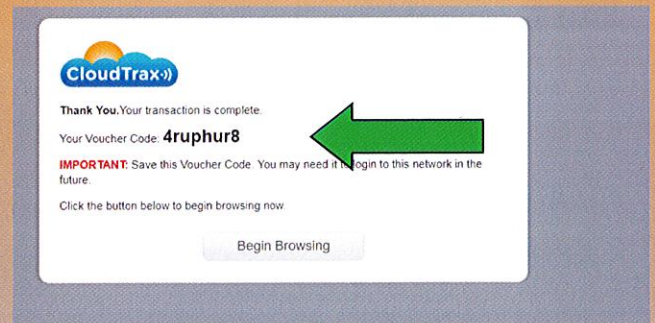 CloudTrax
Thank You.Your transaction is complete.
Your Voucher Code: 4ruphur8
IMPORTANT: Save this Voucher Code. You may need it to login to this network in the
future.
Click the button below to begin browsing now
Begin Browsing